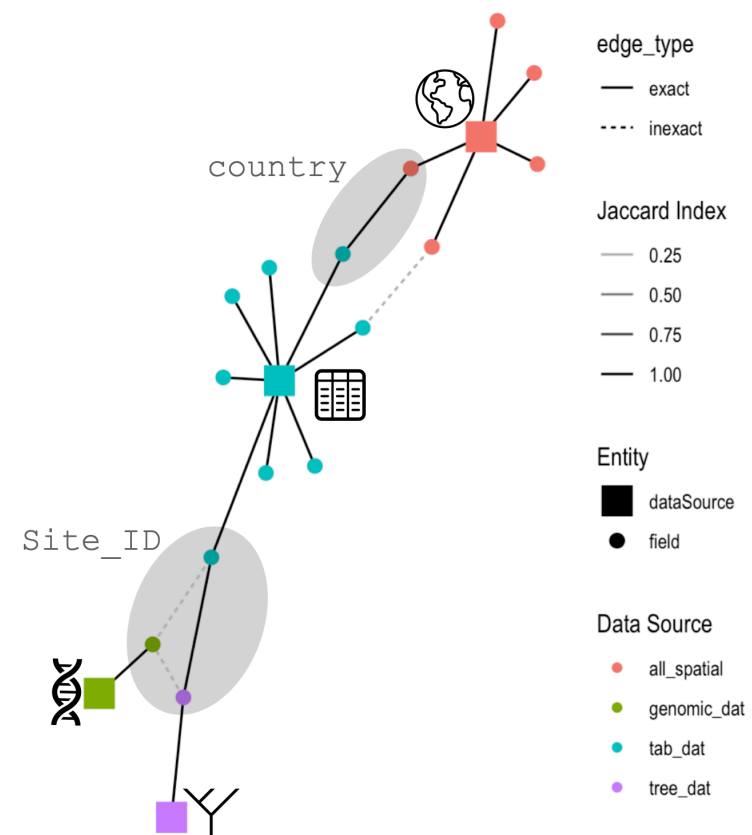 country
Site_ID
edge_type
exact
inexact
Jaccard Index
0.25
0.50
0.75
1.00
Entity
dataSource
field
Data Source
all_spatial
genomic_dat
tab_dat
tree_dat